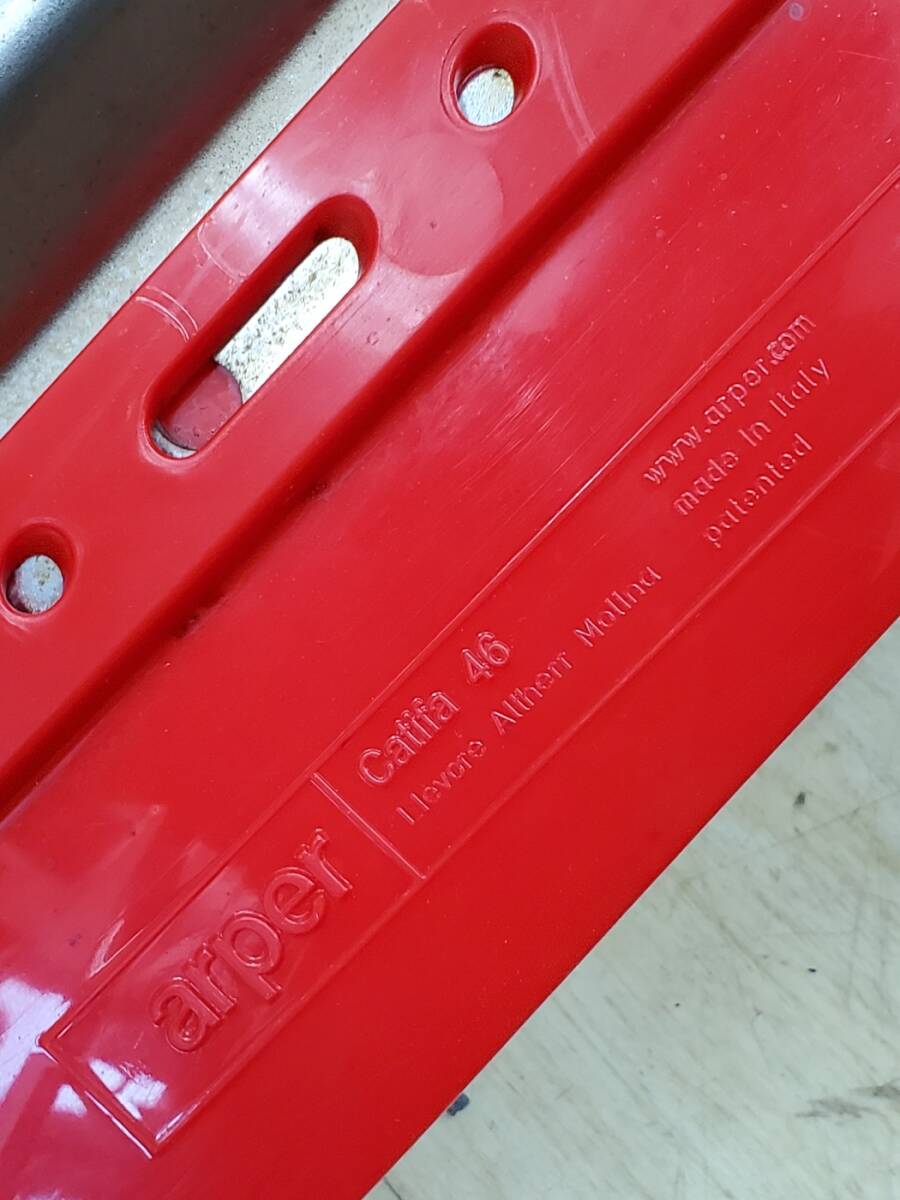 arper
Catifa 46
Lievore Altherr Molina
www.arper.com
made in Italy
patented